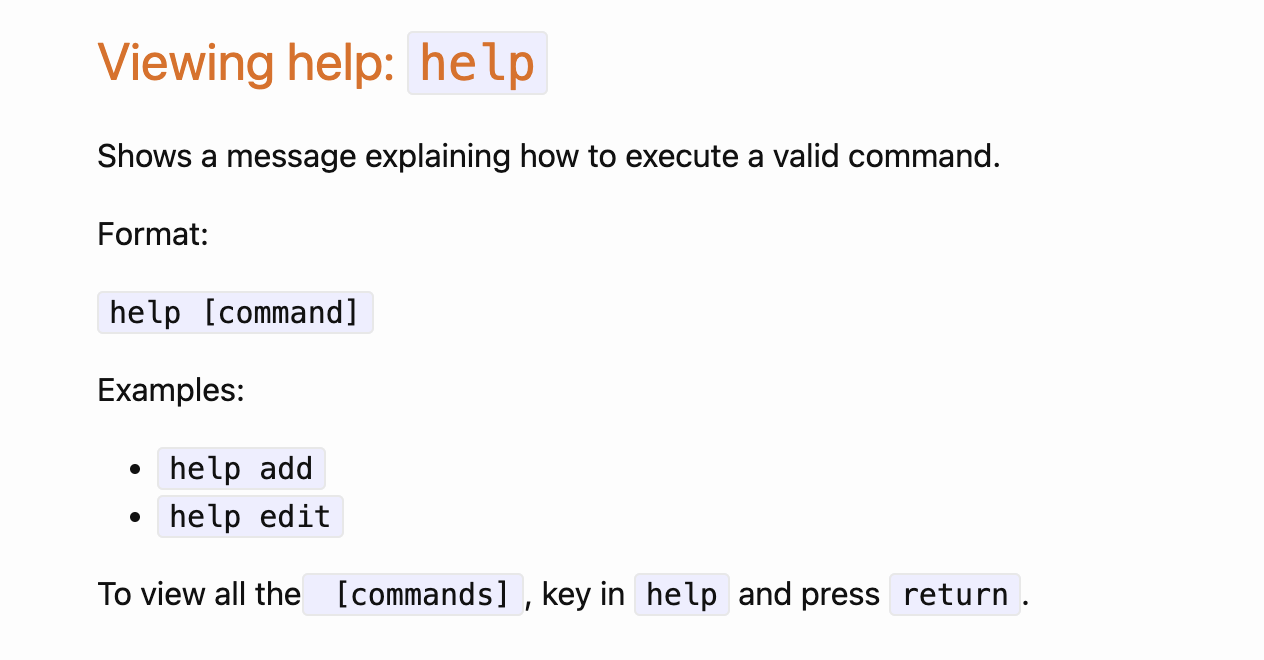 Viewing help: help
Shows a message explaining how to execute a valid command.
Format:
help [command]
Examples:
• help add
• help edit
To view all the [commands], key in help and press return.